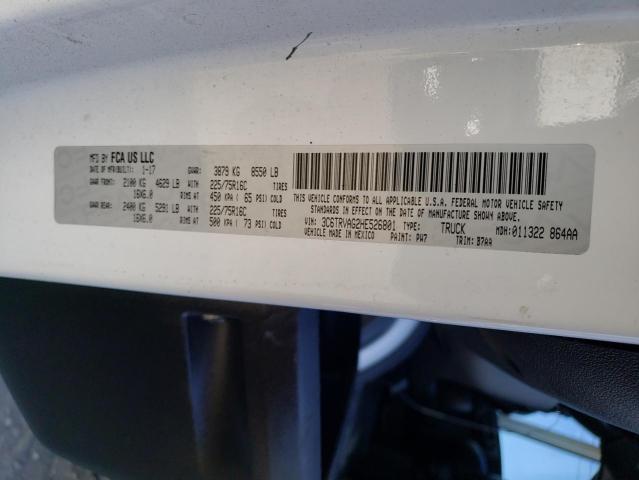 MFD BY FCA US LLC
DATE OF MFR(BUILT): 1-17 GVWR: 3879 KG 8550 LB
GAWR FRONT: 2100 KG 4629 LB WITH 225/75R16C TIRES
16X6.0 AT 450 KPA ( 65 PSI) COLD
GAWR REAR: 2400 KG 5291 LB WITH 225/75R16C TIRES
16X6.0 AT 500 KPA ( 73 PSI) COLD
THIS VEHICLE CONFORMS TO ALL APPLICABLE U.S.A. FEDERAL MOTOR VEHICLE SAFETY
STANDARDS IN EFFECT ON THE DATE OF MANUFACTURE SHOWN ABOVE.
VIN: 3C6TRVAG2HE526801 TRUCK MDH:011322 864AA
VEHICLE MADE IN MEXICO PAINT: PW7 TRIM: B7AA